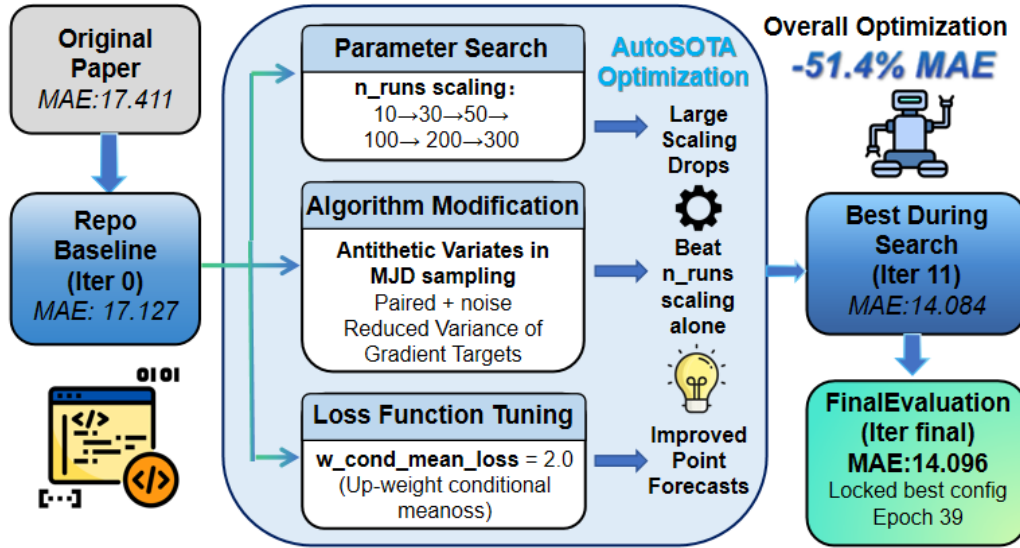 Original
Paper
MAE:17.411
Repo
Baseline
(Iter 0)
MAE: 17.127
01 01
</>
</>
[...]
Parameter Search
n_runs scaling：
10→30→50→
100→ 200→300
Algorithm Modification
Antithetic Variates in
MJD sampling
Paired + noise
Reduced Variance of
Gradient Targets
Loss Function Tuning
w_cond_mean_loss = 2.0
(Up-weight conditional
meanoss)
AutoSOTA
Optimization
Large
Scaling
Drops
Beat
n_runs
scaling
alone
Improved
Point
Forecasts
Overall Optimization
-51.4% MAE
Best During
Search
(Iter 11)
MAE:14.084
FinalEvaluation
(Iter final)
MAE:14.096
Locked best config
Epoch 39